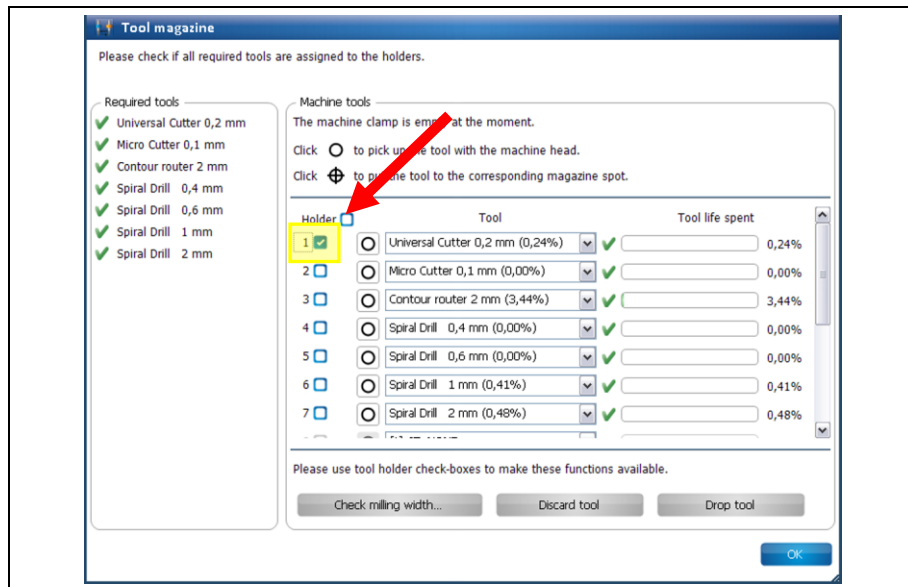 Tool magazine
Please check if all required tools are assigned to the holders.
Required tools
Universal Cutter 0,2 mm
Micro Cutter 0,1 mm
Contour router 2 mm
Spiral Drill 0,4 mm
Spiral Drill 0,6 mm
Spiral Drill 1 mm
Spiral Drill 2 mm
Machine tools
The machine clamp is at the moment.
Click to pick up tool with the machine head.
Click to the tool to the corresponding magazine spot.
Holder Tool Tool life spent
1 Universal Cutter 0,2 mm (0,24%) 0,24%
2 Micro Cutter 0,1 mm (0,00%) 0,00%
3 Contour router 2 mm (3,44%) 3,44%
4 Spiral Drill 0,4 mm (0,00%) 0,00%
5 Spiral Drill 0,6 mm (0,00%) 0,00%
6 Spiral Drill 1 mm (0,41%) 0,41%
7 Spiral Drill 2 mm (0,48%) 0,48%
Please use tool holder check-boxes to make these functions available.
Check milling width... Discard tool Drop tool
OK